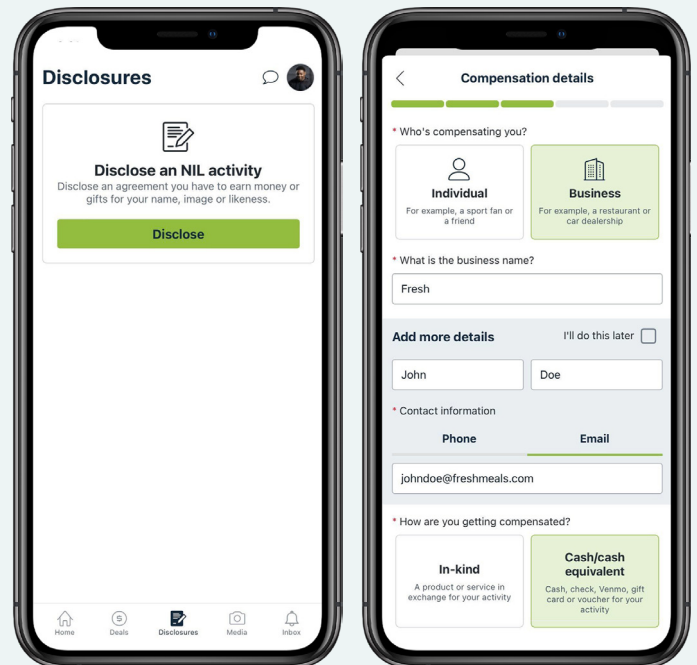 Disclosures
Disclose an NIL activity
Disclose an agreement you have to earn money or
gifts for your name, image or likeness.
Disclose
Home
Deals
Disclosures
Media
Inbox
Compensation details
* Who's compensating you?
Individual
For example, a sport fan or
a friend
Business
For example, a restaurant or
car dealership
* What is the business name?
Fresh
Add more details
I'll do this later
John
Doe
* Contact information
Phone
Email
johndoe@freshmeals.com
* How are you getting compensated?
In-kind
A product or service in
exchange for your activity
Cash/cash
equivalent
Cash, check, Venmo, gift
card or voucher for your
activity